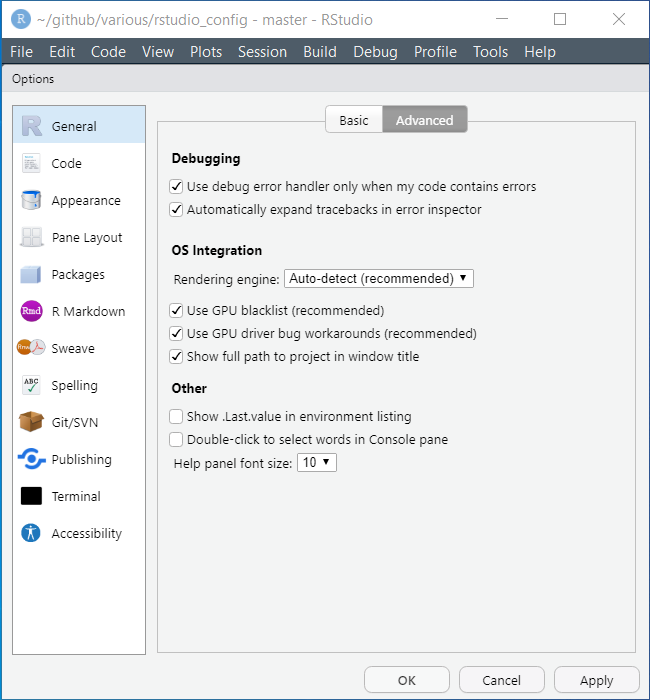 R ~/github/various/rstudio_config - master - RStudio
File Edit Code View Plots Session Build Debug Profile Tools Help
Options
R General
Code
Appearance
Pane Layout
Packages
Rmd R Markdown
Rnw Sweave
ABC Spelling
Git/SVN
Publishing
Terminal
Accessibility
Basic Advanced
Debugging
Use debug error handler only when my code contains errors
Automatically expand tracebacks in error inspector
OS Integration
Rendering engine: Auto-detect (recommended)
Use GPU blacklist (recommended)
Use GPU driver bug workarounds (recommended)
Show full path to project in window title
Other
Show .Last.value in environment listing
Double-click to select words in Console pane
Help panel font size: 10
OK Cancel Apply